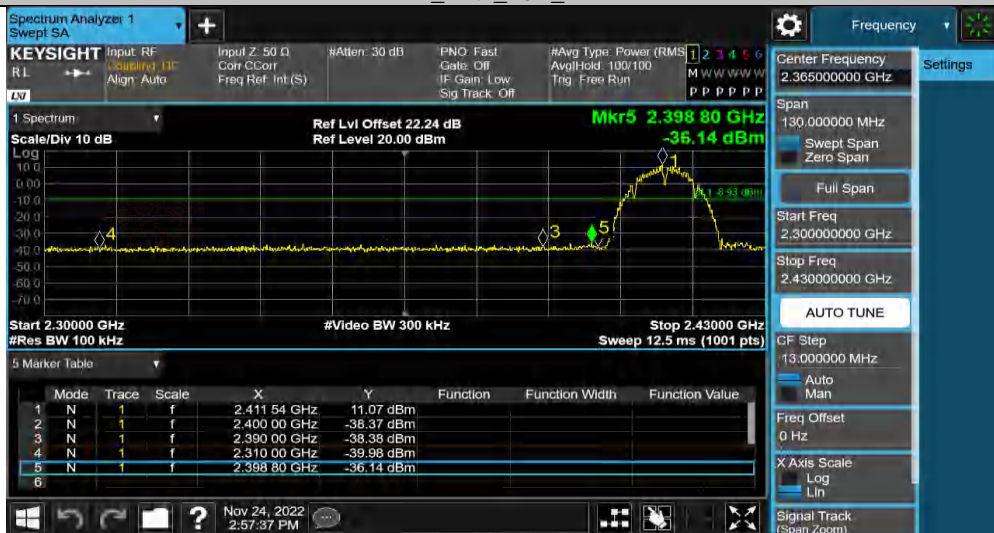 Spectrum Analyzer 1
Swept SA
+
Frequency
KEYSIGHT
RL
LXI
Input: RF
Coupling: DC
Align: Auto
Input Z: 50 Ω
Corr CCorr
Freq Ref: Int (S)
#Atten: 30 dB
PNO: Fast
Gate: Off
IF Gain: Low
Sig Track: Off
#Avg Type: Power (RMS
Avg|Hold: 100/100
Trig: Free Run
1 2 3 4 5 6
M W W W W W
P P P P P P
Center Frequency
2.365000000 GHz
Settings
Span
130.000000 MHz
Swept Span
Zero Span
Full Span
Start Freq
2.300000000 GHz
Stop Freq
2.430000000 GHz
AUTO TUNE
CF Step
13.000000 MHz
Auto
Man
Freq Offset
0 Hz
X Axis Scale
Log
Lin
Signal Track
(Span Zoom)
1 Spectrum
Scale/Div 10 dB
Ref Lvl Offset 22.24 dB
Ref Level 20.00 dBm
Mkr5 2.398 80 GHz
-36.14 dBm
Log
10.0
0.00
-10.0
-20.0
-30.0
-40.0
-50.0
-60.0
-70.0
1
-8.93 dBm
4
3
5
Start 2.30000 GHz
#Res BW 100 kHz
#Video BW 300 kHz
Stop 2.43000 GHz
Sweep 12.5 ms (1001 pts)
5 Marker Table
Mode Trace Scale X Y Function Function Width Function Value
1 N 1 f 2.411 54 GHz 11.07 dBm
2 N 1 f 2.400 00 GHz -38.37 dBm
3 N 1 f 2.390 00 GHz -38.38 dBm
4 N 1 f 2.310 00 GHz -39.98 dBm
5 N 1 f 2.398 80 GHz -36.14 dBm
6
?
Nov 24, 2022
2:57:37 PM